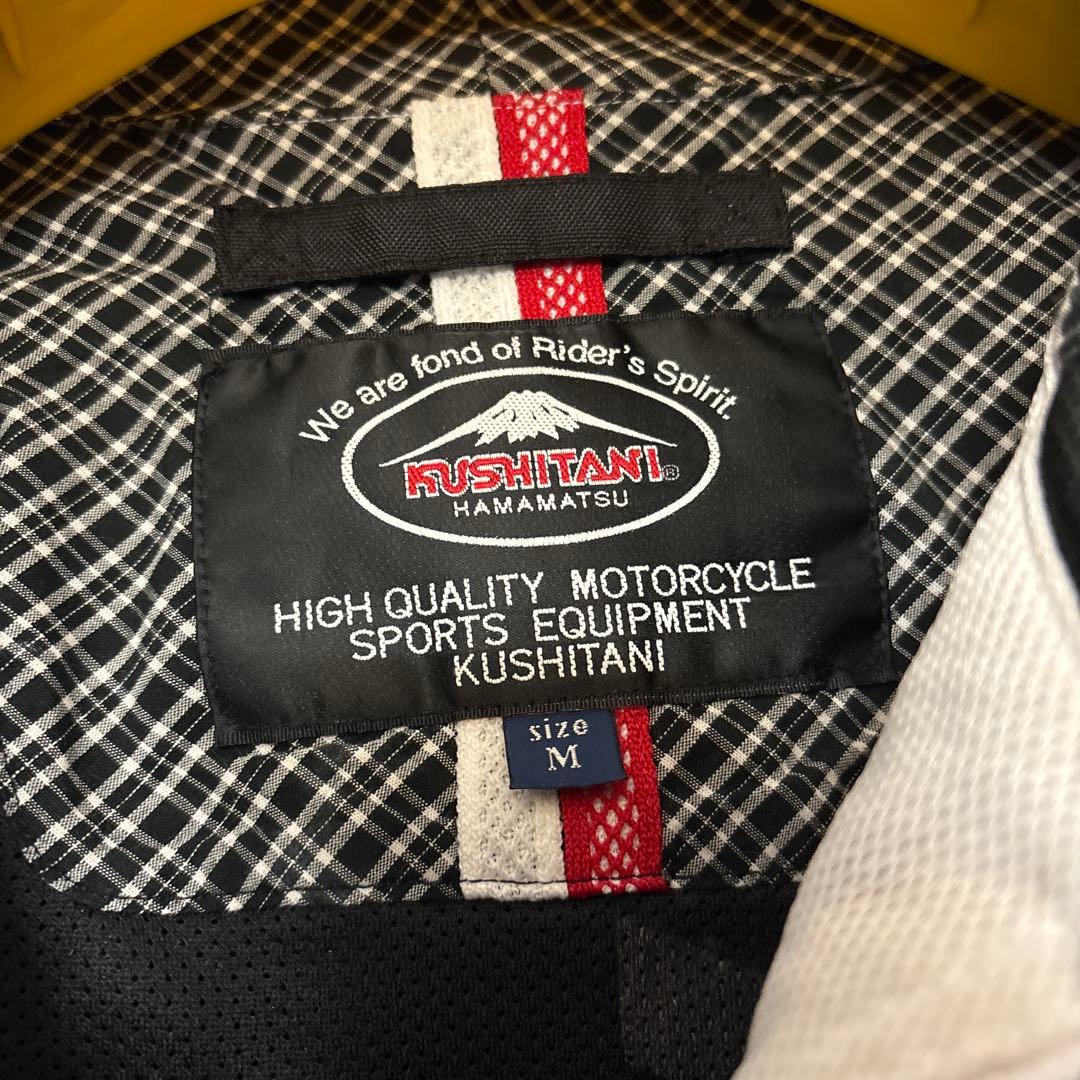 We are fond of Rider's Spirit.
KUSHITANI®
HAMAMATSU
HIGH QUALITY MOTORCYCLE
SPORTS EQUIPMENT
KUSHITANI
size
M